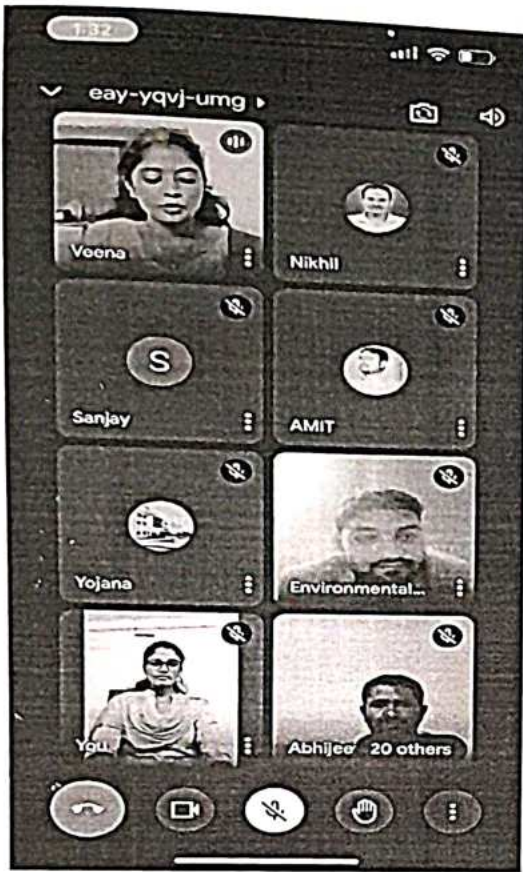 1:32
eay-yqvj-umg
Veena
Nikhil
S
Sanjay
AMIT
Yojana
Environmental...
You
Abhijee 20 others